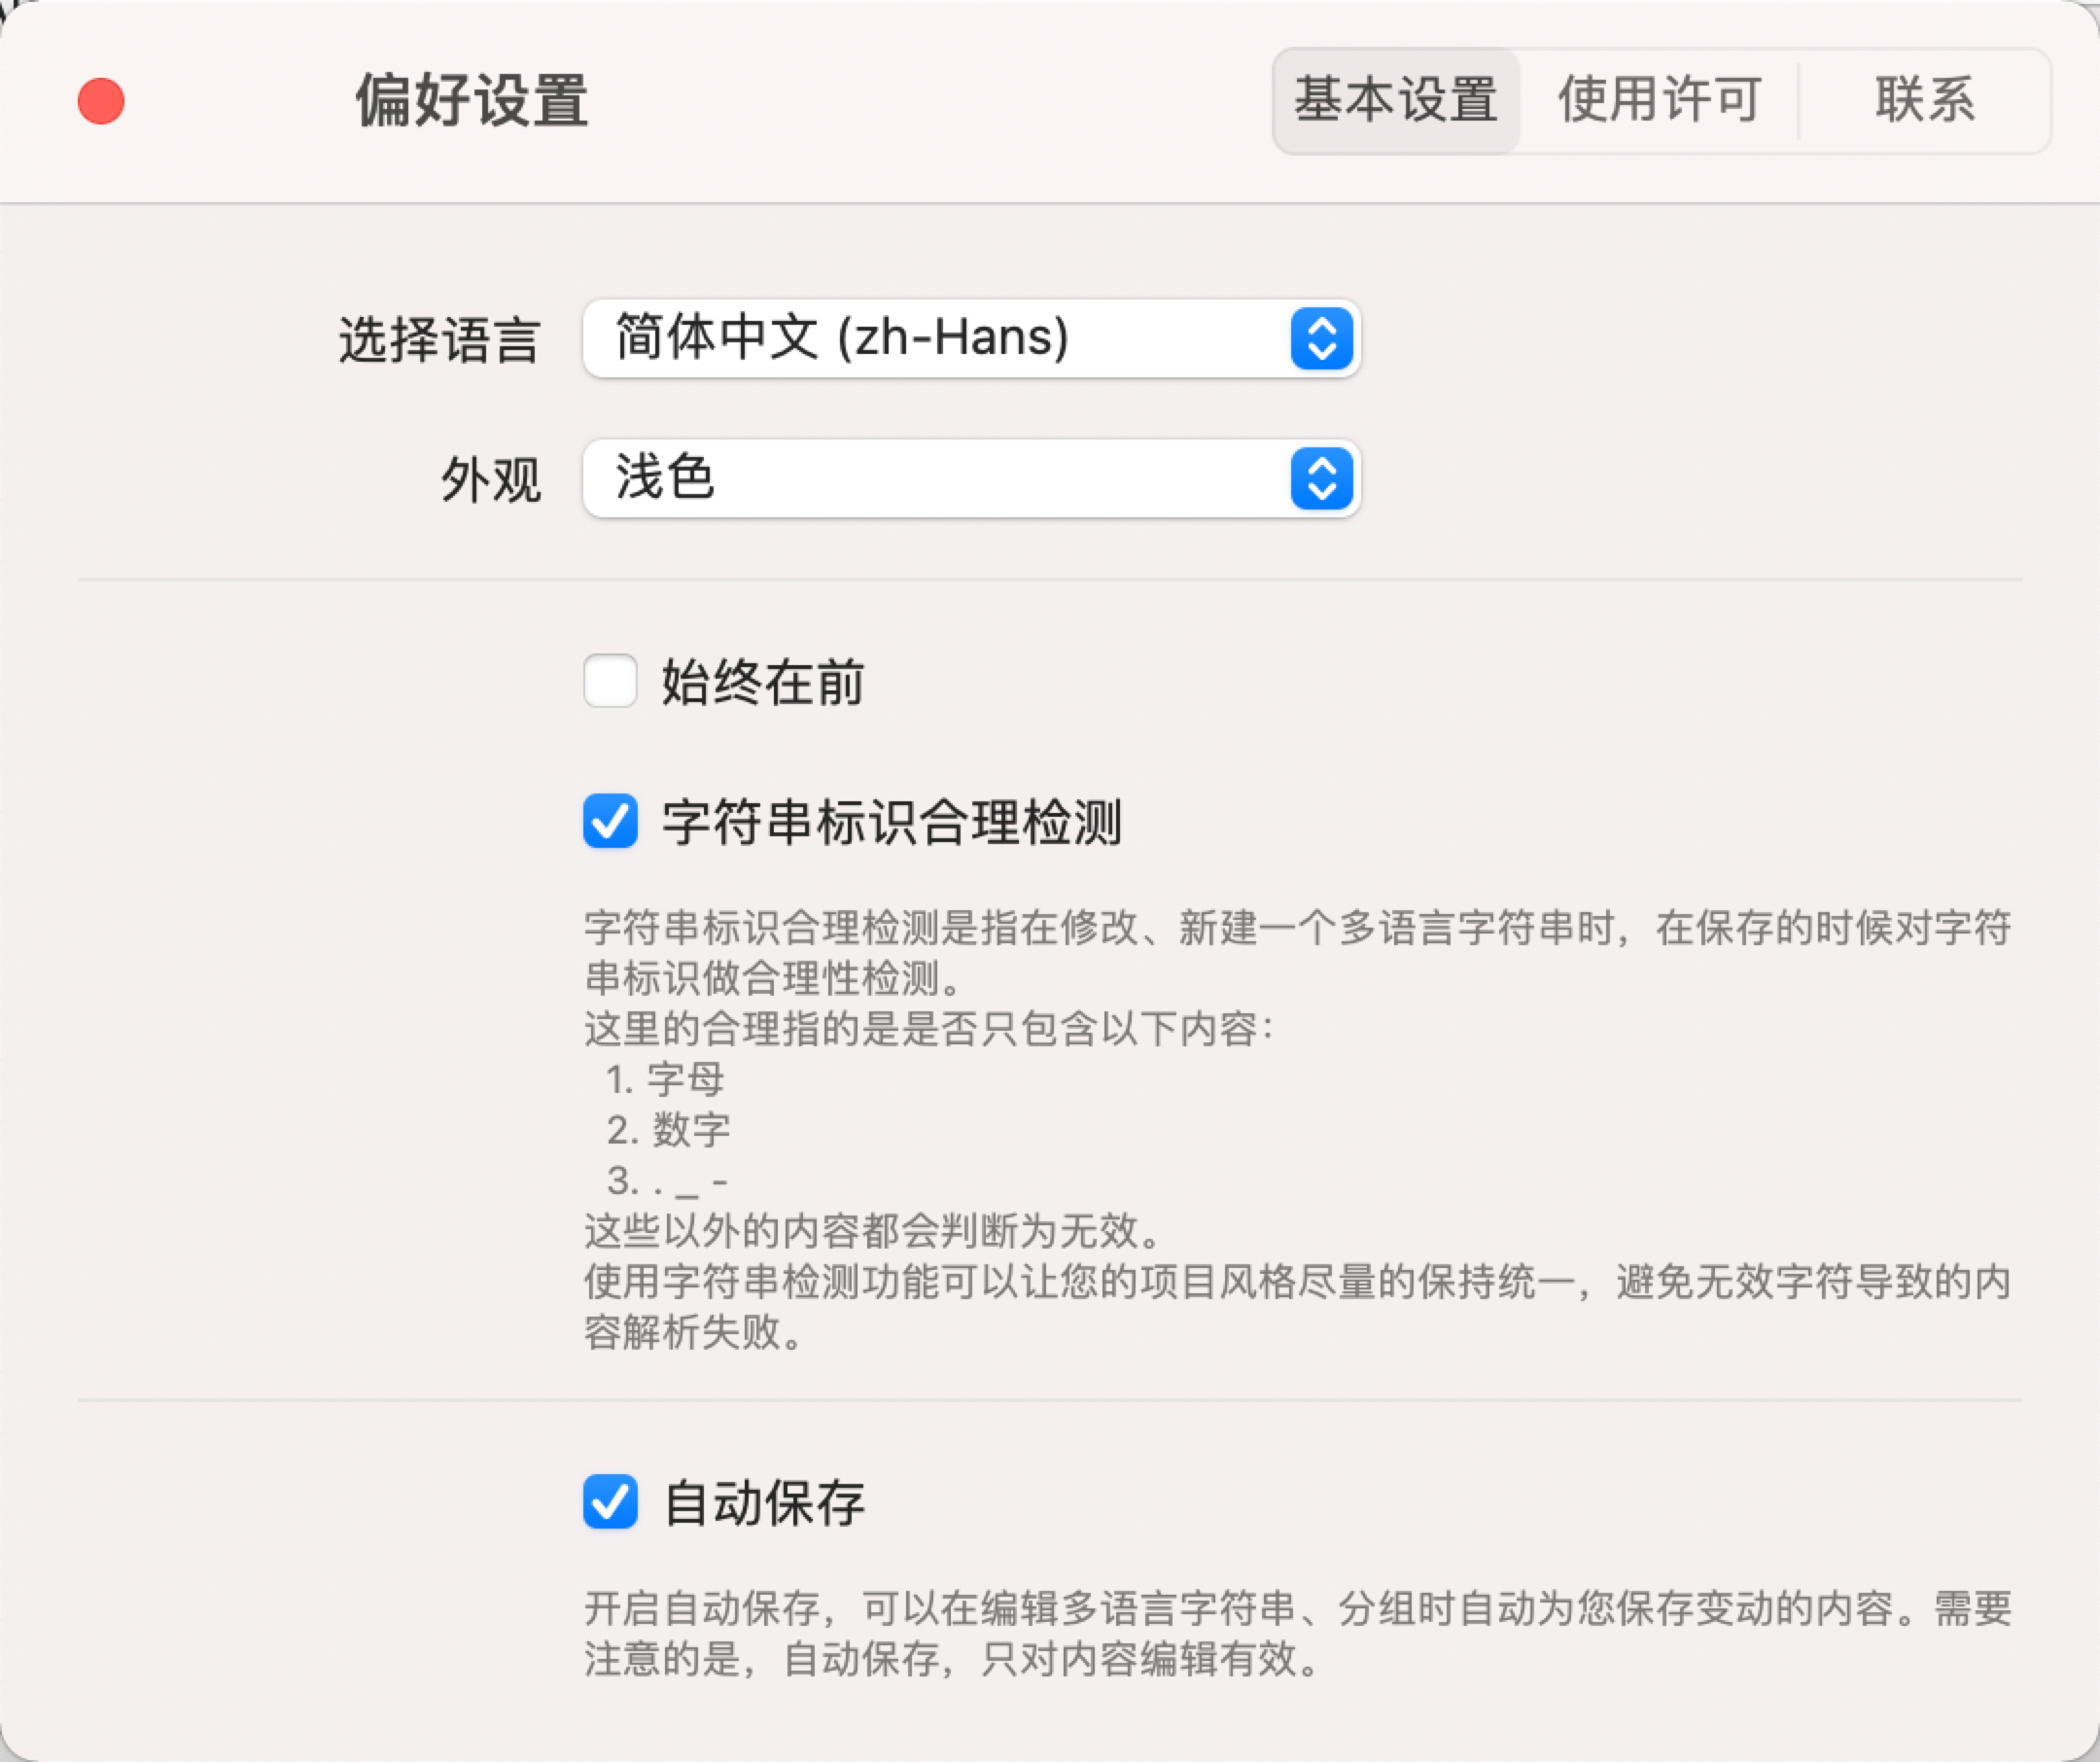 偏好设置
基本设置 使用许可 联系
选择语言 简体中文 (zh-Hans)
外观 浅色
始终在前
字符串标识合理检测
字符串标识合理检测是指在修改、新建一个多语言字符串时，在保存的时候对字符
串标识做合理性检测。
这里的合理指的是是否只包含以下内容：
1. 字母
2. 数字
3. . _ -
这些以外的内容都会判断为无效。
使用字符串检测功能可以让您的项目风格尽量的保持统一，避免无效字符导致的内
容解析失败。
自动保存
开启自动保存，可以在编辑多语言字符串、分组时自动为您保存变动的内容。需要
注意的是，自动保存，只对内容编辑有效。